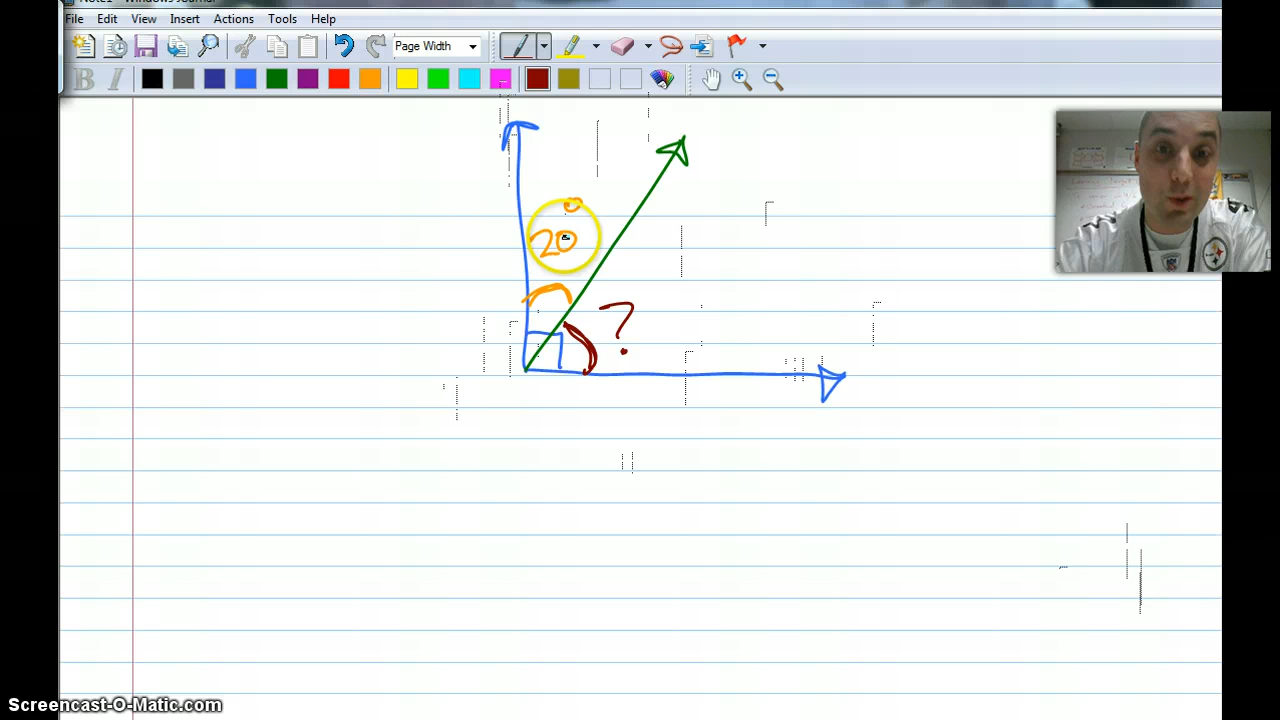 Note1 - Windows Journal
File Edit View Insert Actions Tools Help
Page Width
B I
20°
?
Screencast-O-Matic.com